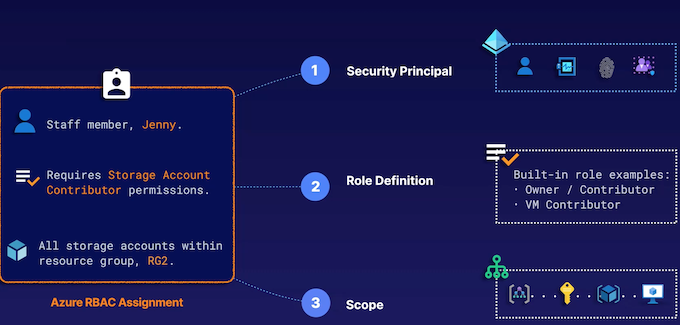 1
Security Principal
Staff member, Jenny.
Requires Storage Account
Contributor permissions.
All storage accounts within
resource group, RG2.
Azure RBAC Assignment
2
Role Definition
Built-in role examples:
· Owner / Contributor
· VM Contributor
3
Scope